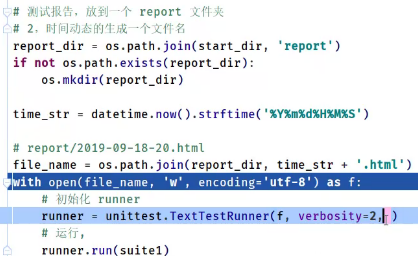 # 测试报告，放到一个 report 文件夹
# 2，时间动态的生成一个文件名
report_dir = os.path.join(start_dir, 'report')
if not os.path.exists(report_dir):
    os.mkdir(report_dir)
time_str = datetime.now().strftime('%Y%m%d%H%M%S')
# report/2019-09-18-20.html
file_name = os.path.join(report_dir, time_str + '.html')
with open(file_name, 'w', encoding='utf-8') as f:
    # 初始化 runner
    runner = unittest.TextTestRunner(f, verbosity=2,)
    # 运行,
    runner.run(suite1)